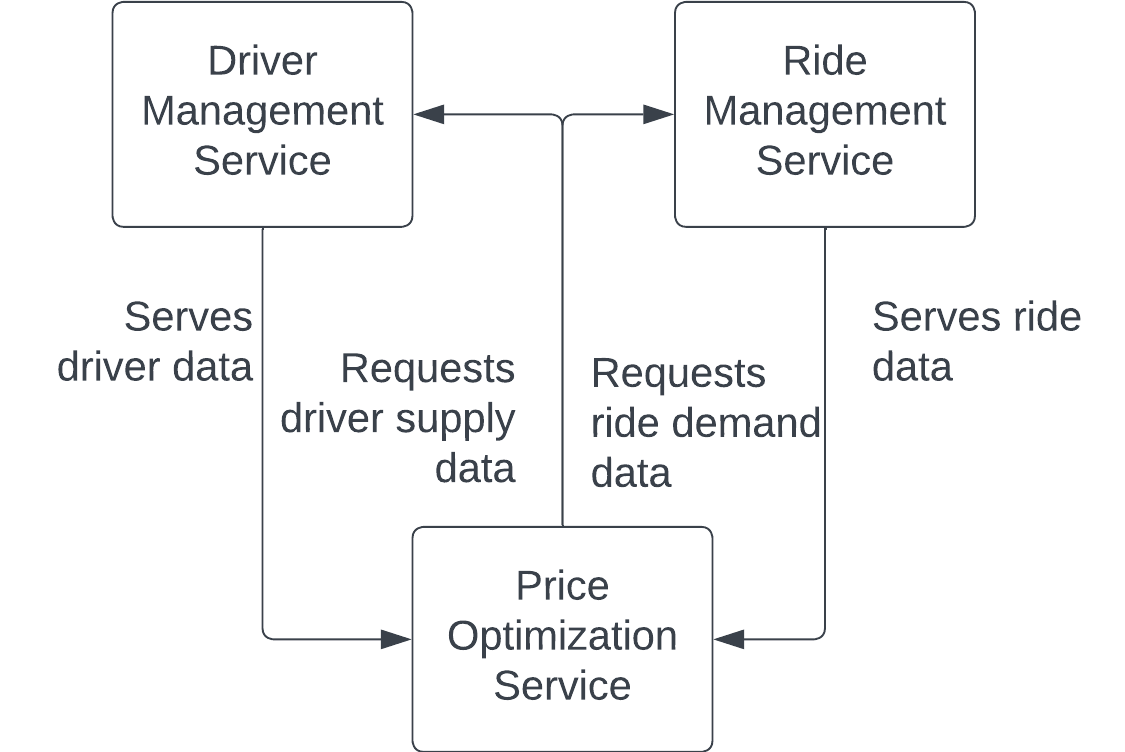 Driver
Management
Service
Ride
Management
Service
Serves
driver data
Requests
driver supply
data
Requests
ride demand
data
Serves ride
data
Price
Optimization
Service